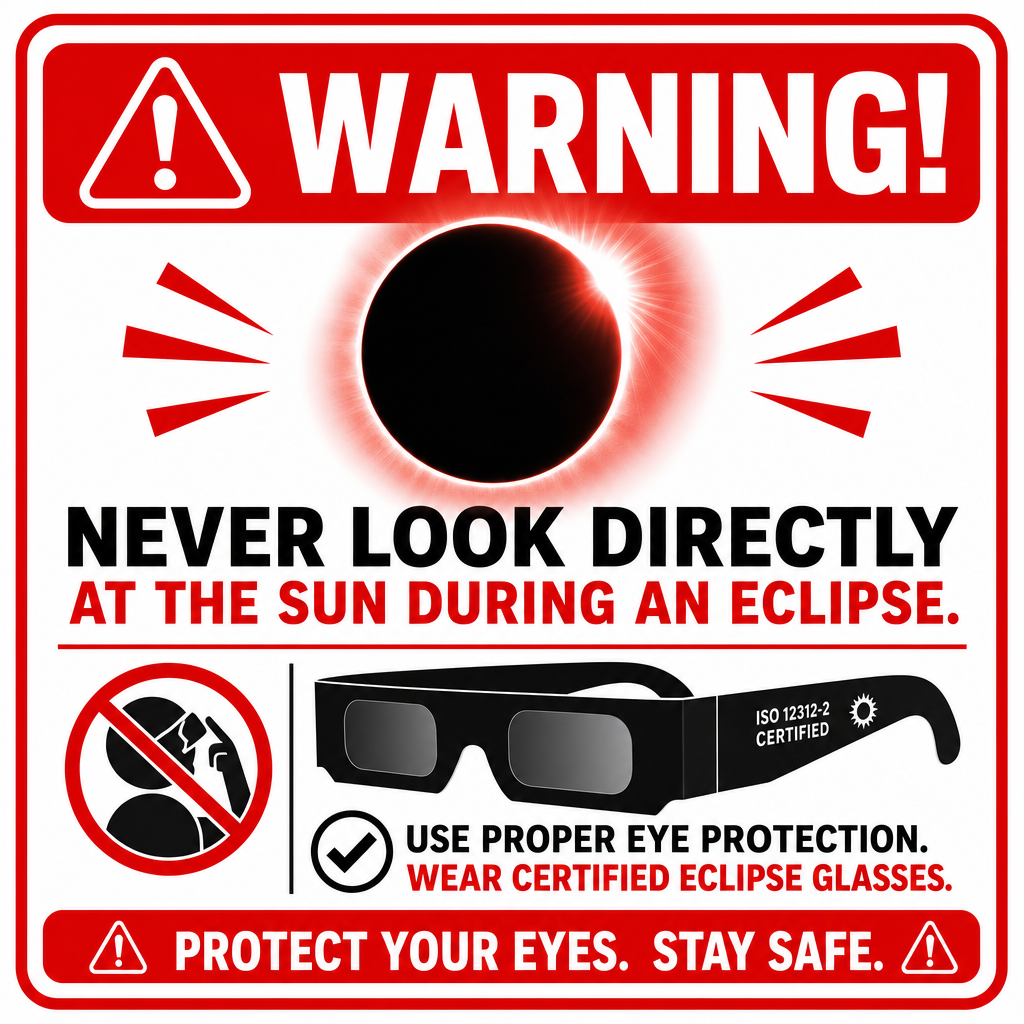 WARNING!
NEVER LOOK DIRECTLY
AT THE SUN DURING AN ECLIPSE.
ISO 12312-2
CERTIFIED
USE PROPER EYE PROTECTION.
WEAR CERTIFIED ECLIPSE GLASSES.
PROTECT YOUR EYES. STAY SAFE.